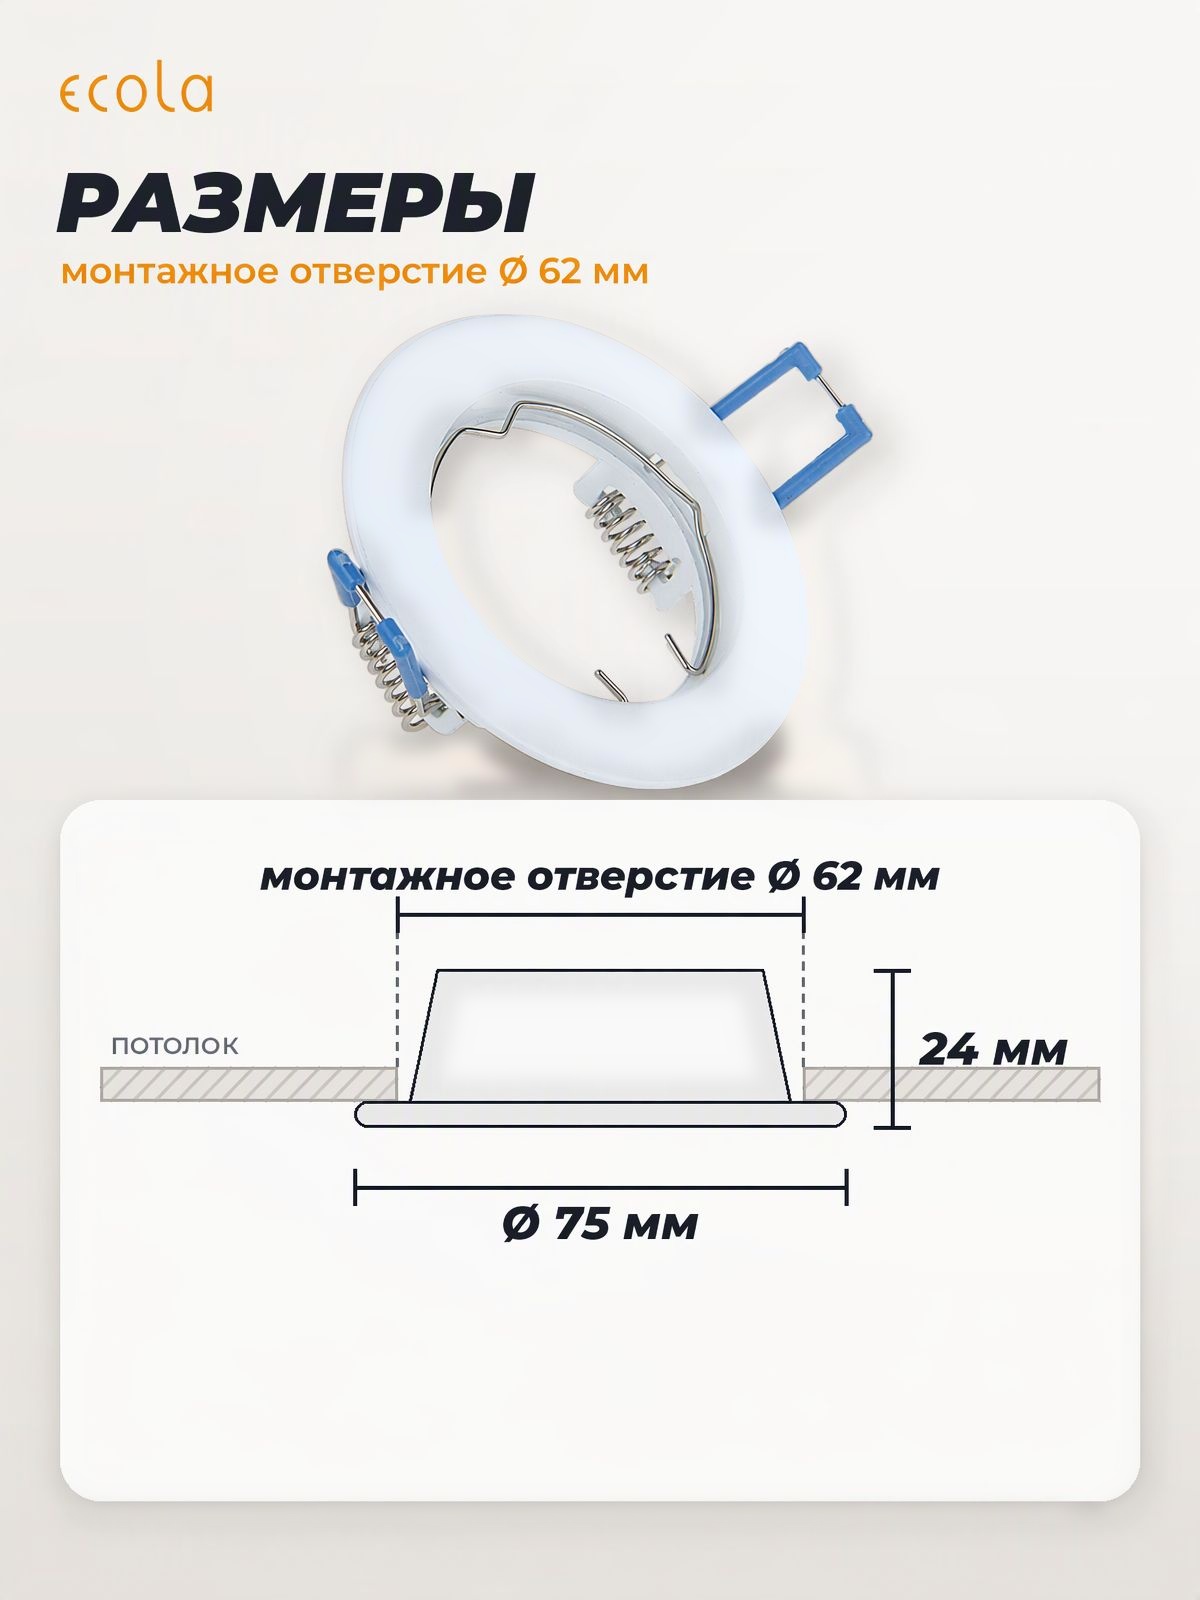 ecola
РАЗМЕРЫ
монтажное отверстие Ø 62 мм
монтажное отверстие Ø 62 мм
потолок
24 мм
Ø 75 мм